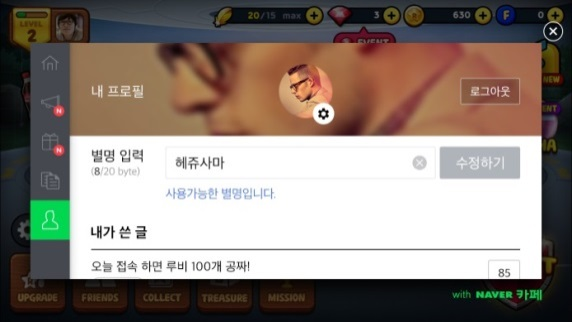 LEVEL
2
20/15 max
3
630
F
0
EVENT
내 프로필
로그아웃
N
N
별명 입력
(8/20 byte)
헤쥬사마
수정하기
사용가능한 별명입니다.
내가 쓴 글
오늘 접속 하면 루비 100개 공짜!
85
UPGRADE
FRIENDS
COLLECT
TREASURE
MISSION
with NAVER 카페